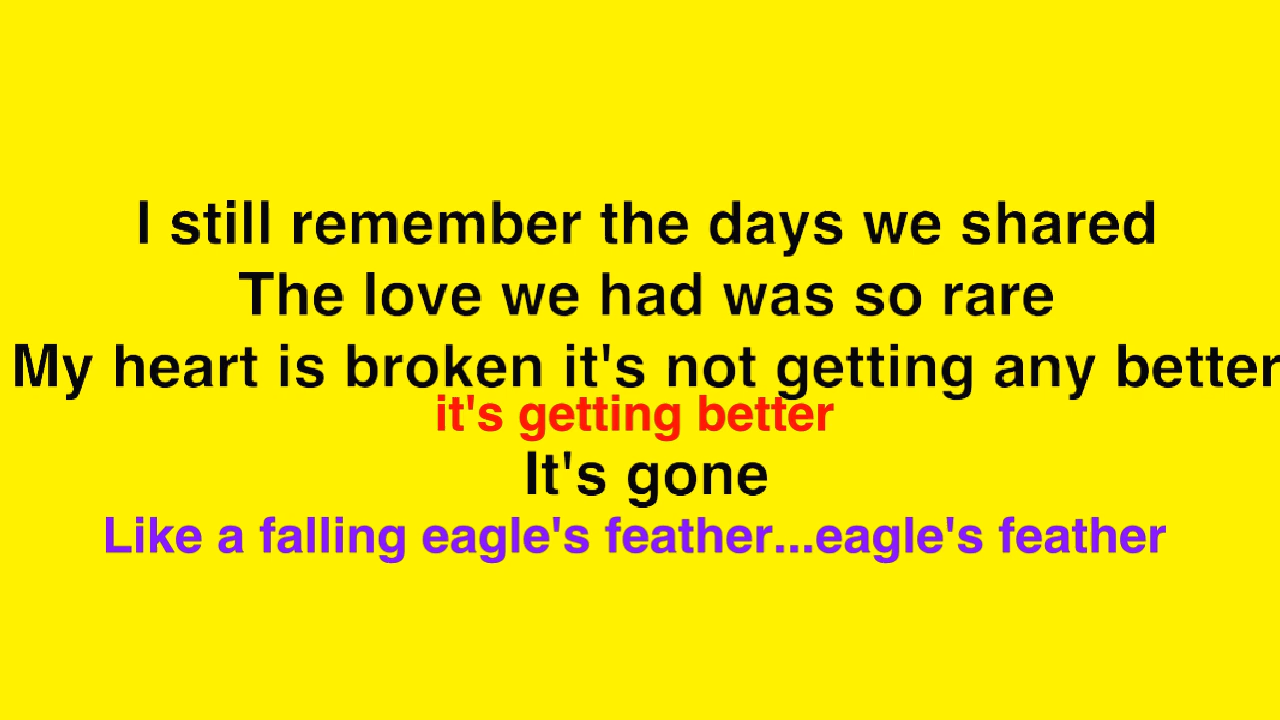 I still remember the days we shared
The love we had was so rare
My heart is broken it's not getting any better
it's getting better
It's gone
Like a falling eagle's feather...eagle's feather